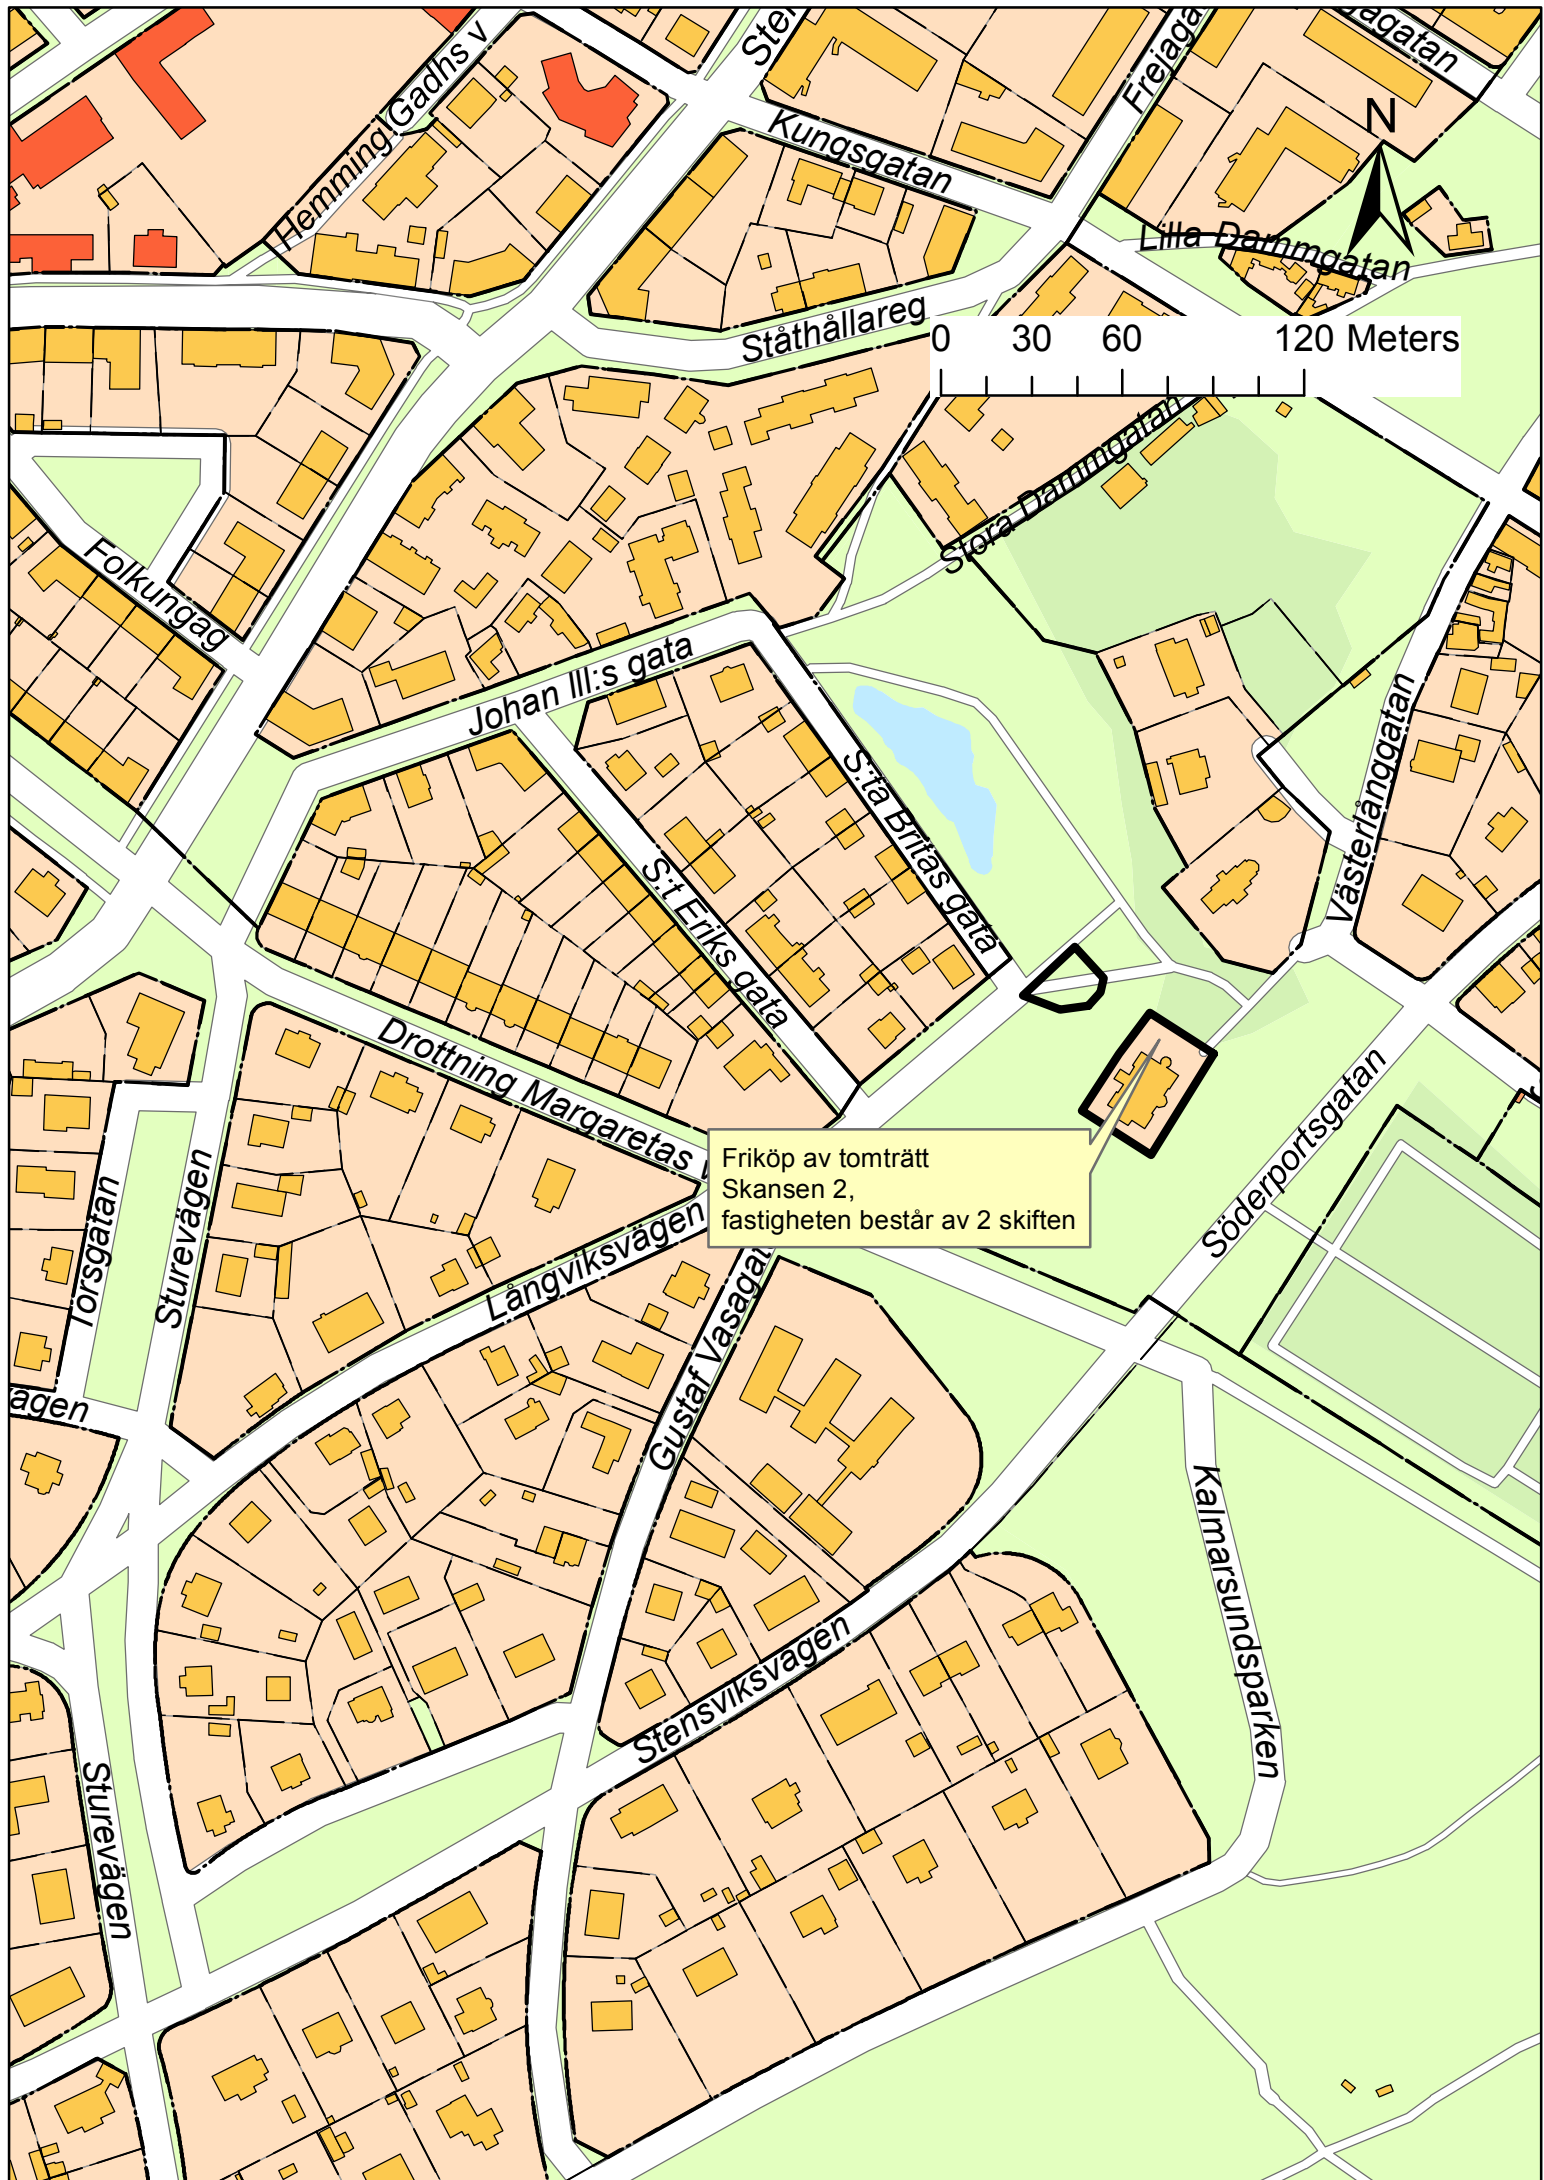 Hemming Gadhs v
Kungsgatan
N
Lilla Dammgatan
Ståthållareg
0 30 60 120 Meters
Stora Dammgatan
Folkungag
Johan III:s gata
S:ta Britas gata
S:t Eriks gata
Västerlånggatan
Drottning Margaretas v
Friköp av tomträtt
Skansen 2,
fastigheten består av 2 skiften
Söderportsgatan
Torsgatan
Sturevägen
Långviksvägen
Gustaf Vasagat
Kalmarsundsparken
Stensviksvägen
Sturevägen